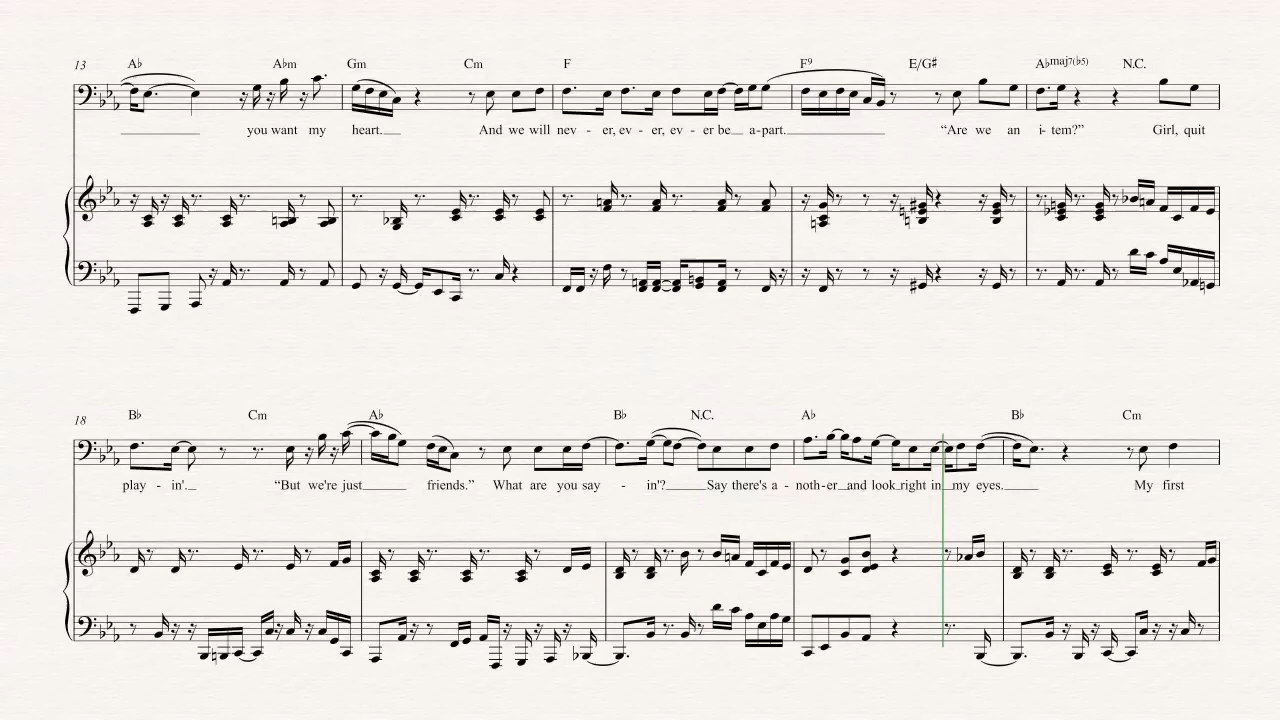 13 A♭ A♭m Gm Cm F F9 E/G♯ A♭maj7(♭5) N.C.
you want my heart. And we will nev - er, ev - er, ev - er be a-part. “Are we an i- tem?” Girl, quit
18 B♭ Cm A♭ B♭ N.C. A♭ B♭ Cm
play - in'. “But we're just friends.” What are you say - in'? Say there's a - noth-er and look right in my eyes. My first